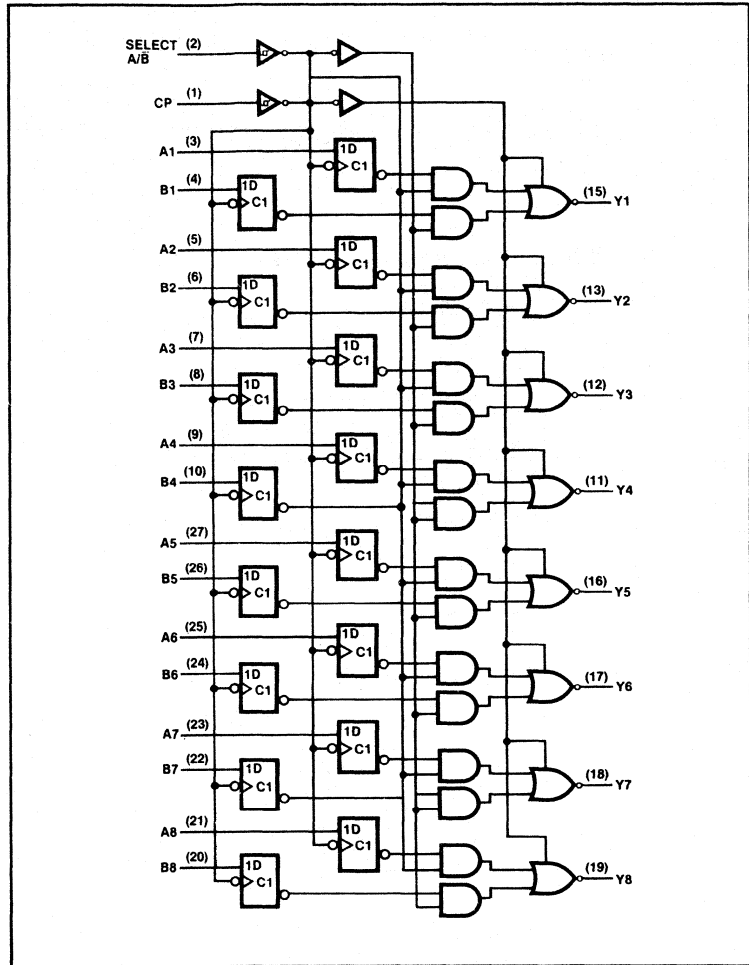 SELECT (2)
A/B̅
CP (1)
A1 (3) 1D
C1
B1 (4) 1D
C1
(15) Y1
A2 (5) 1D
C1
B2 (6) 1D
C1
(13) Y2
A3 (7) 1D
C1
B3 (8) 1D
C1
(12) Y3
A4 (9) 1D
C1
B4 (10) 1D
C1
(11) Y4
A5 (27) 1D
C1
B5 (26) 1D
C1
(16) Y5
A6 (25) 1D
C1
B6 (24) 1D
C1
(17) Y6
A7 (23) 1D
C1
B7 (22) 1D
C1
(18) Y7
A8 (21) 1D
C1
B8 (20) 1D
C1
(19) Y8